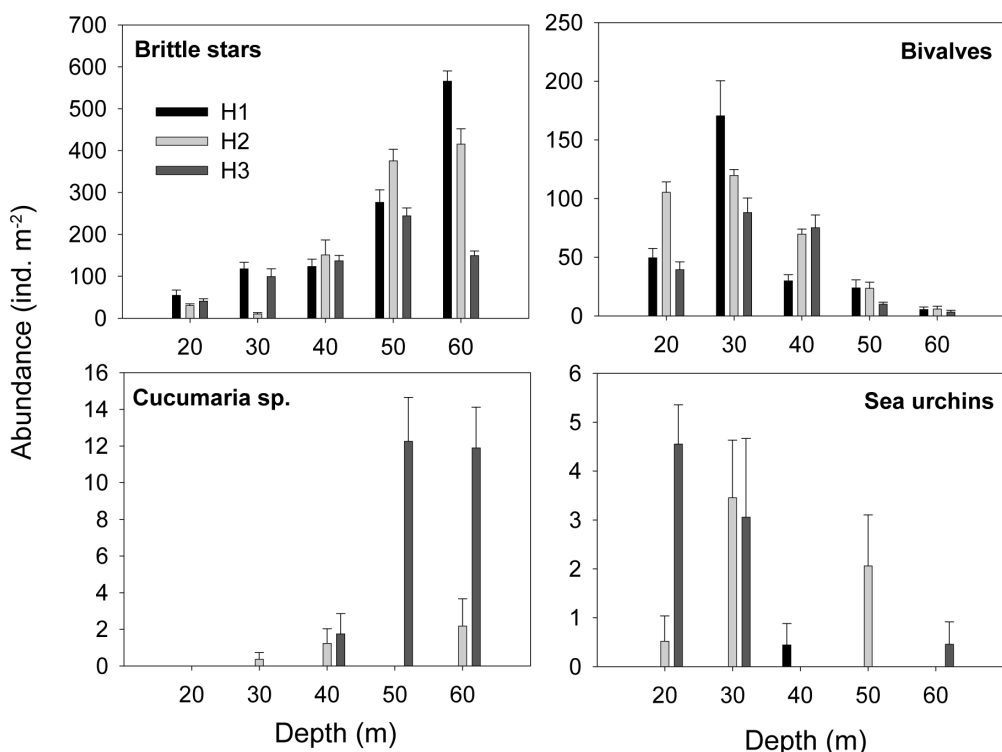 Abundance (ind. m-2)
Brittle stars
H1
H2
H3
700
600
500
400
300
200
100
0
20 30 40 50 60
Bivalves
250
200
150
100
50
0
20 30 40 50 60
Cucumaria sp.
16
14
12
10
8
6
4
2
0
20 30 40 50 60
Depth (m)
Sea urchins
6
5
4
3
2
1
0
20 30 40 50 60
Depth (m)